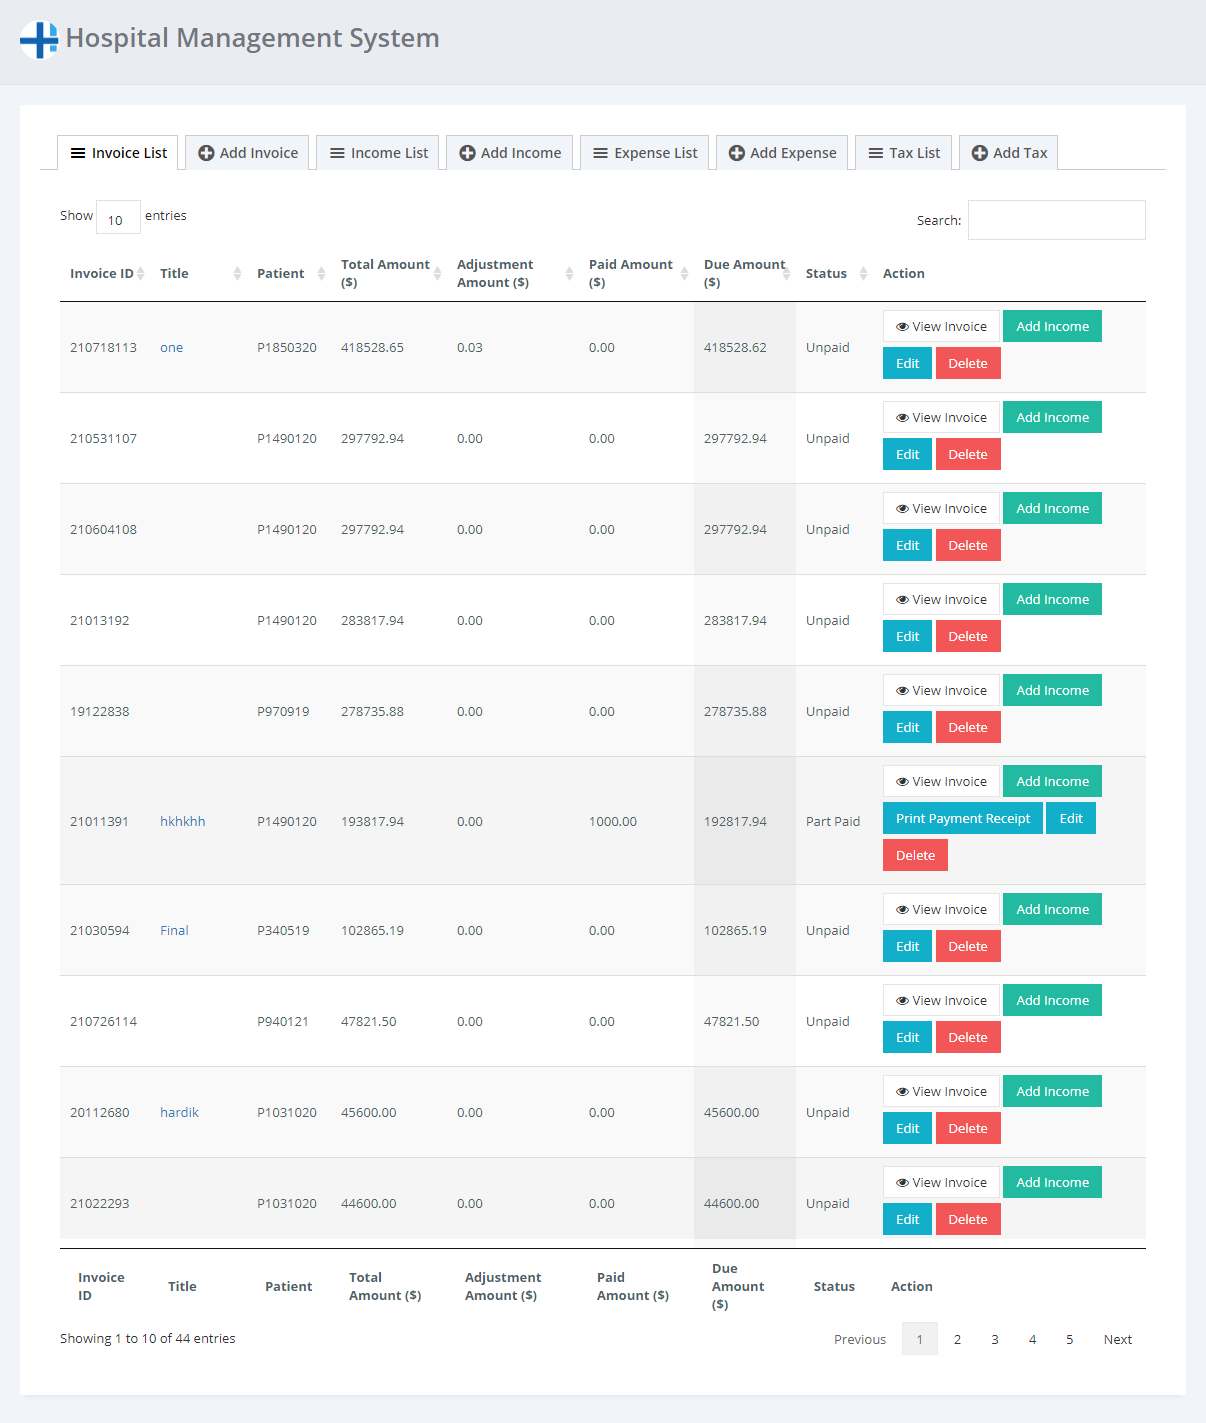 Hospital Management System
Invoice List Add Invoice Income List Add Income Expense List Add Expense Tax List Add Tax
Show 10 entries Search:
Invoice ID Title Patient Total Amount ($) Adjustment Amount ($) Paid Amount ($) Due Amount ($) Status Action
210718113 one P1850320 418528.65 0.03 0.00 418528.62 Unpaid View Invoice Add Income
Edit Delete
210531107 P1490120 297792.94 0.00 0.00 297792.94 Unpaid View Invoice Add Income
Edit Delete
210604108 P1490120 297792.94 0.00 0.00 297792.94 Unpaid View Invoice Add Income
Edit Delete
21013192 P1490120 283817.94 0.00 0.00 283817.94 Unpaid View Invoice Add Income
Edit Delete
19122838 P970919 278735.88 0.00 0.00 278735.88 Unpaid View Invoice Add Income
Edit Delete
21011391 hkhkhh P1490120 193817.94 0.00 1000.00 192817.94 Part Paid View Invoice Add Income
Print Payment Receipt Edit
Delete
21030594 Final P340519 102865.19 0.00 0.00 102865.19 Unpaid View Invoice Add Income
Edit Delete
210726114 P940121 47821.50 0.00 0.00 47821.50 Unpaid View Invoice Add Income
Edit Delete
20112680 hardik P1031020 45600.00 0.00 0.00 45600.00 Unpaid View Invoice Add Income
Edit Delete
21022293 P1031020 44600.00 0.00 0.00 44600.00 Unpaid View Invoice Add Income
Edit Delete
Invoice ID Title Patient Total Amount ($) Adjustment Amount ($) Paid Amount ($) Due Amount ($) Status Action
Showing 1 to 10 of 44 entries Previous 1 2 3 4 5 Next